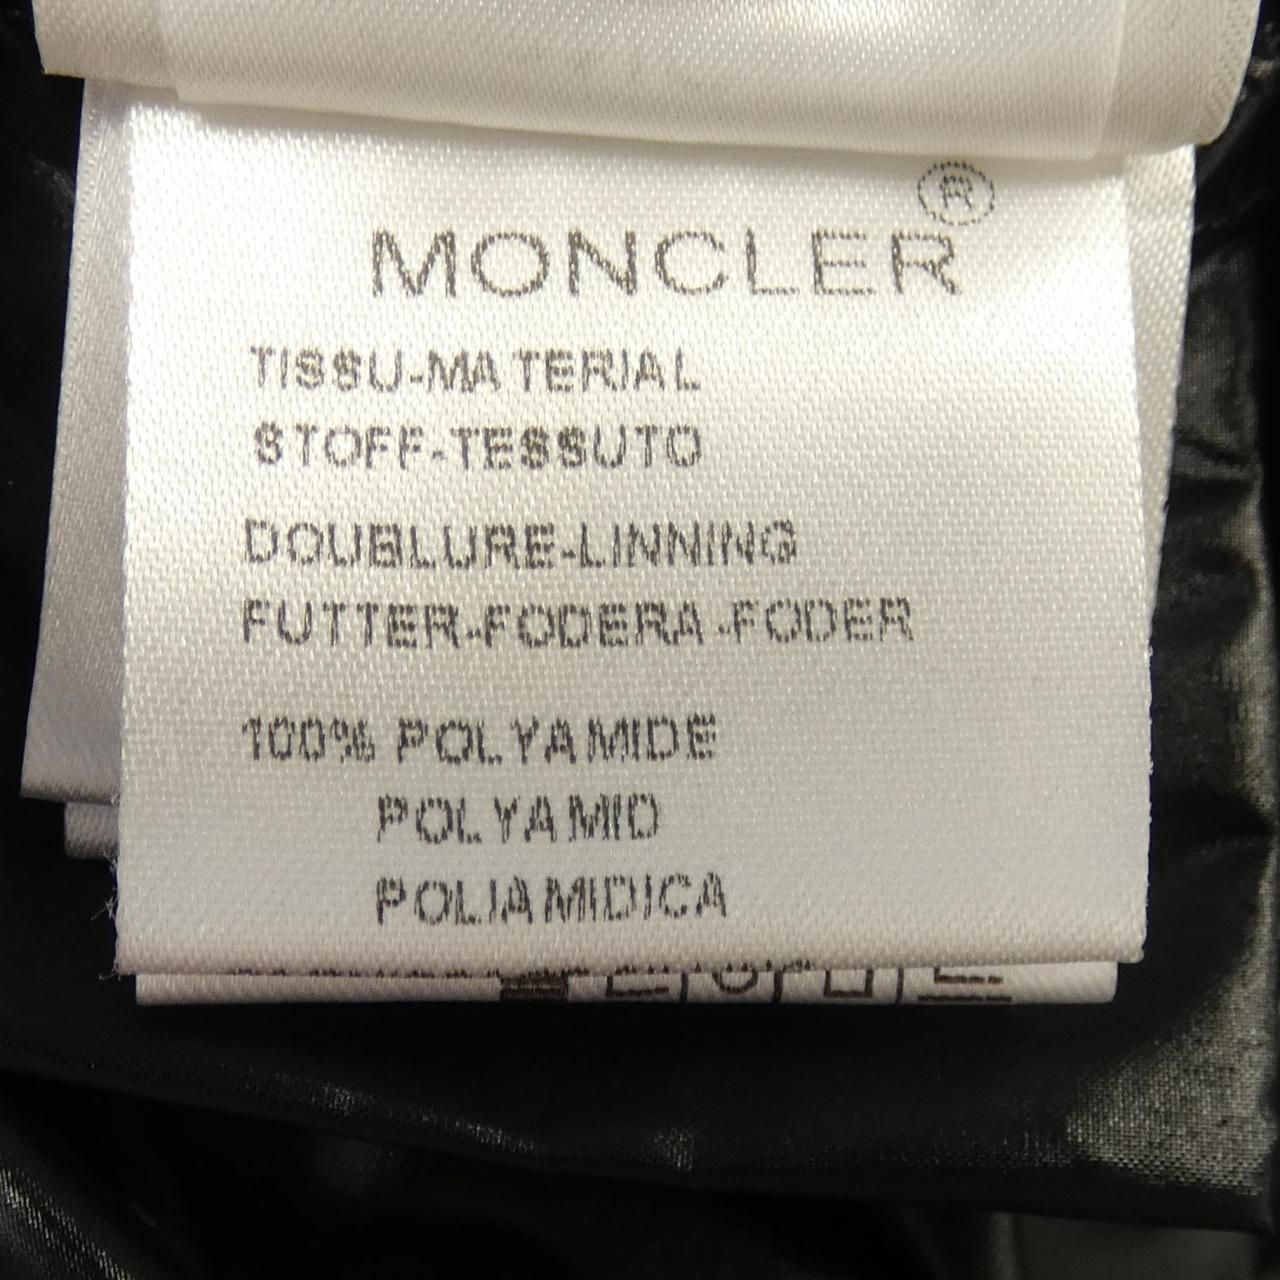 MONCLER®
TISSU-MATERIAL
STOFF-TESSUTO
DOUBLURE-LINNING
FUTTER-FODERA-FODER
100% POLYAMIDE
POLYAMID
POLIAMIDICA